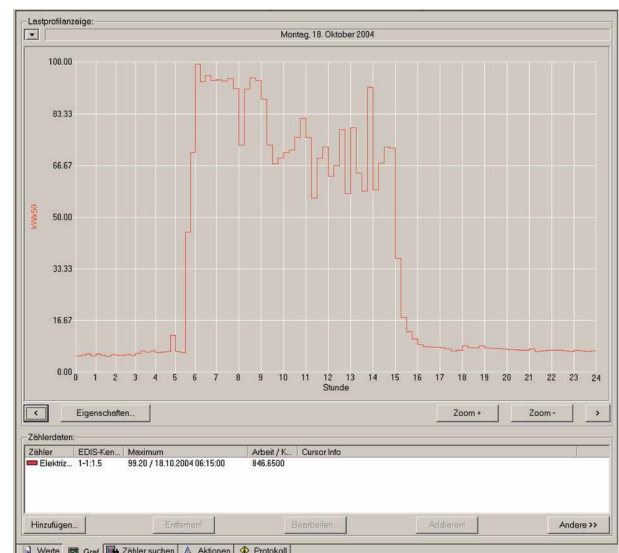 Lastprofilanzeige:
Montag, 18. Oktober 2004
100.00
83.33
66.67
50.00
33.33
16.67
0.00
kWx50
0 1 2 3 4 5 6 7 8 9 10 11 12 13 14 15 16 17 18 19 20 21 22 23 24
Stunde
< Eigenschaften... Zoom + Zoom - >
Zählerdaten:
Zähler EDIS-Ken... Maximum Arbeit / K... Cursor Info
Elektriz... 1-1:1.5 99.20 / 18.10.2004 06:15:00 846.6500
Hinzufügen... Entfernen! Bearbeiten... Addieren! Andere >>
Werte Graf Zähler suchen Aktionen Protokoll